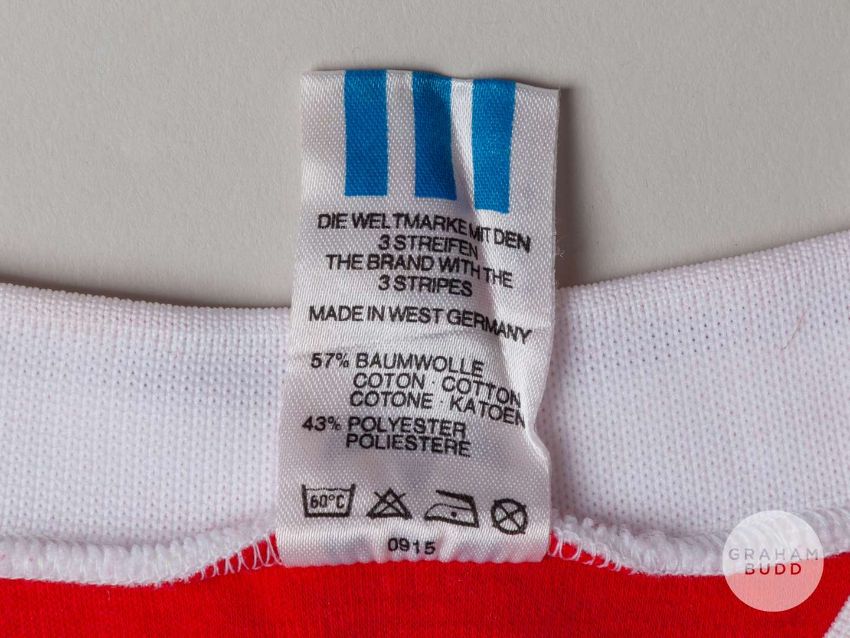 DIE WELTMARKE MIT DEN
3 STREIFEN
THE BRAND WITH THE
3 STRIPES
MADE IN WEST GERMANY
57% BAUMWOLLE
COTON · COTTON
COTONE · KATOEN
43% POLYESTER
POLIESTERE
60°C
0915
GRAHAM
BUDD